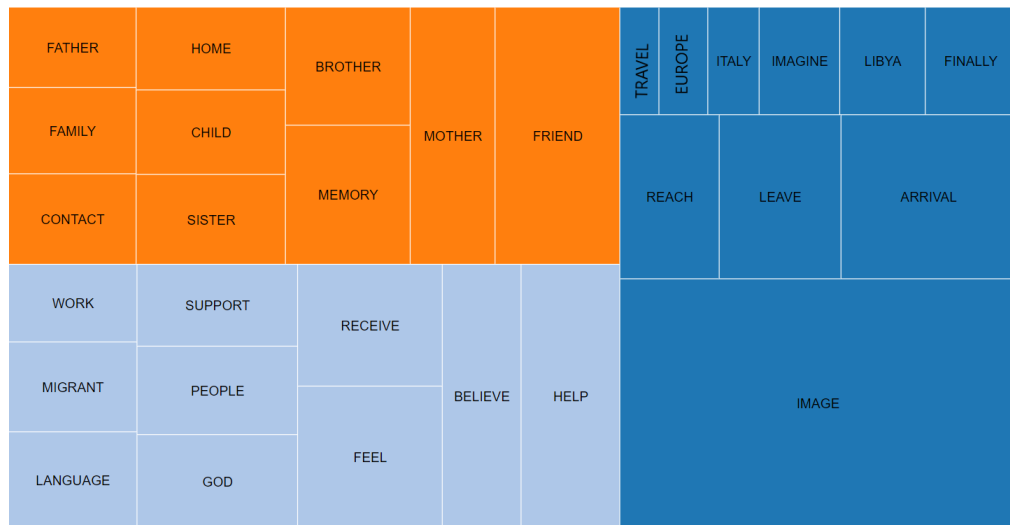 FATHER
FAMILY
CONTACT
HOME
CHILD
SISTER
BROTHER
MEMORY
MOTHER
FRIEND
TRAVEL
EUROPE
ITALY
IMAGINE
LIBYA
FINALLY
REACH
LEAVE
ARRIVAL
IMAGE
WORK
MIGRANT
LANGUAGE
SUPPORT
PEOPLE
GOD
RECEIVE
FEEL
BELIEVE
HELP